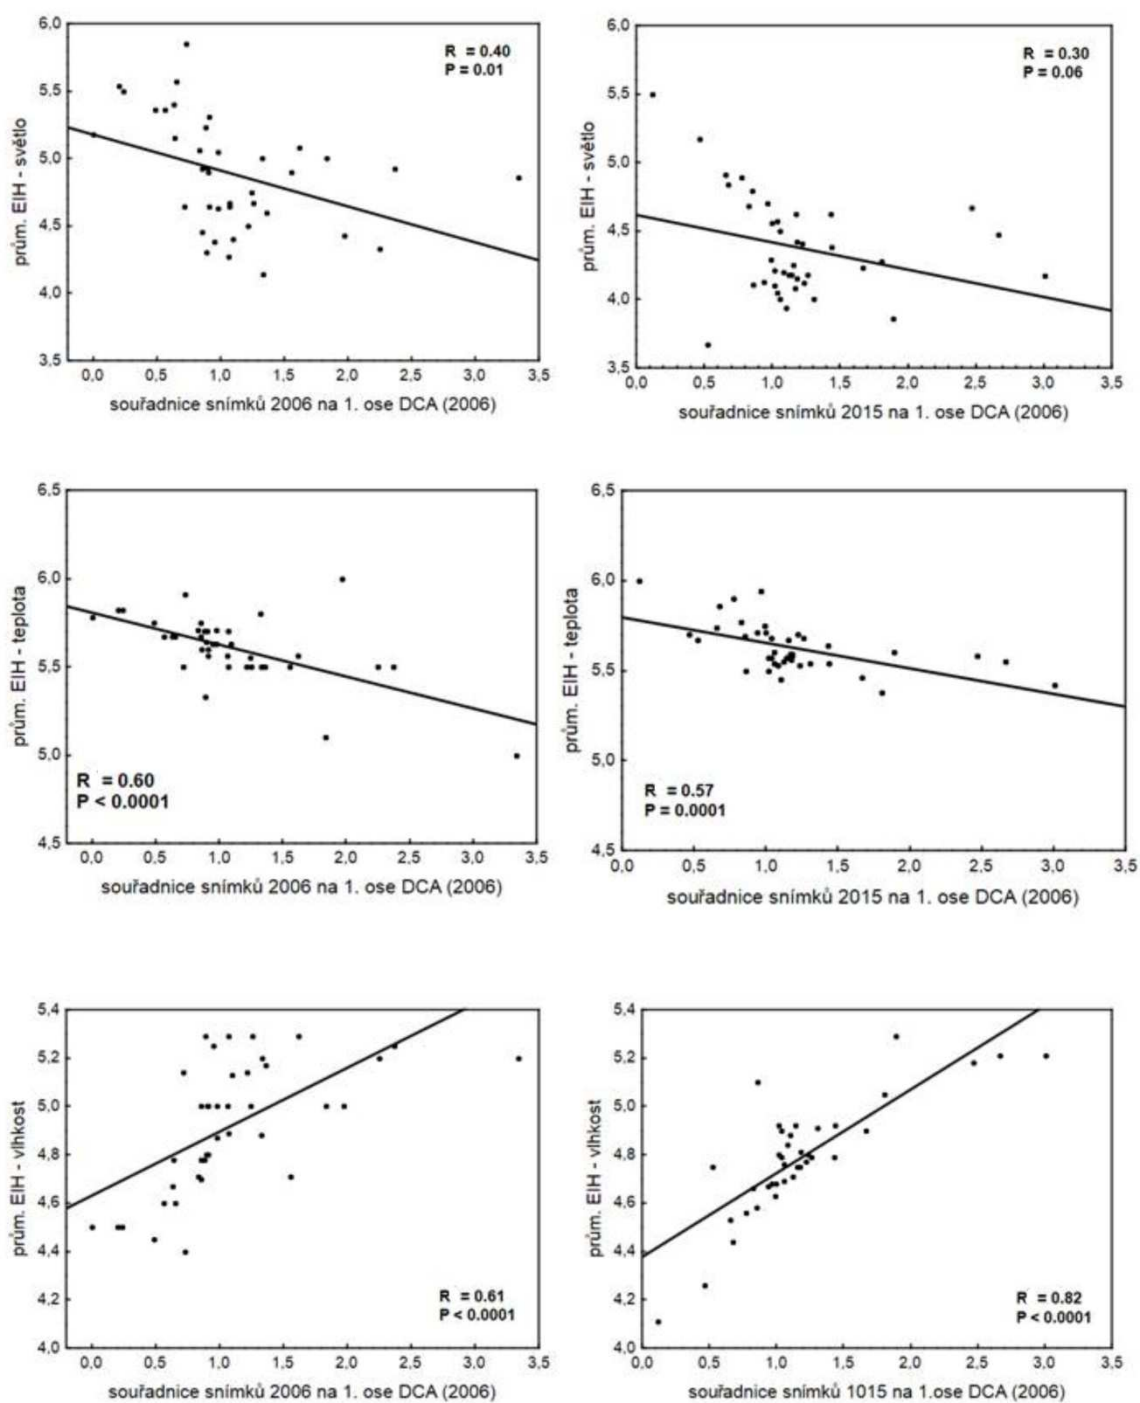 6,0
5,5
5,0
4,5
4,0
3,5
R = 0.40
P = 0.01
prům. EIH - světlo
0,0 0,5 1,0 1,5 2,0 2,5 3,0 3,5
souřadnice snímků 2006 na 1. ose DCA (2006)
6,0
5,5
5,0
4,5
4,0
3,5
R = 0.30
P = 0.06
prům. EIH - světlo
0,0 0,5 1,0 1,5 2,0 2,5 3,0 3,5
souřadnice snímků 2015 na 1. ose DCA (2006)
6,5
6,0
5,5
5,0
4,5
R = 0.60
P < 0.0001
prům. EIH - teplota
0,0 0,5 1,0 1,5 2,0 2,5 3,0 3,5
souřadnice snímků 2006 na 1. ose DCA (2006)
6,5
6,0
5,5
5,0
4,5
R = 0.57
P = 0.0001
prům. EIH - teplota
0,0 0,5 1,0 1,5 2,0 2,5 3,0 3,5
souřadnice snímků 2015 na 1. ose DCA (2006)
5,4
5,2
5,0
4,8
4,6
4,4
4,2
4,0
R = 0.61
P < 0.0001
prům. EIH - vlhkost
0,0 0,5 1,0 1,5 2,0 2,5 3,0 3,5
souřadnice snímků 2006 na 1. ose DCA (2006)
5,4
5,2
5,0
4,8
4,6
4,4
4,2
4,0
R = 0.82
P < 0.0001
prům. EIH - vlhkost
0,0 0,5 1,0 1,5 2,0 2,5 3,0 3,5
souřadnice snímků 1015 na 1.ose DCA (2006)